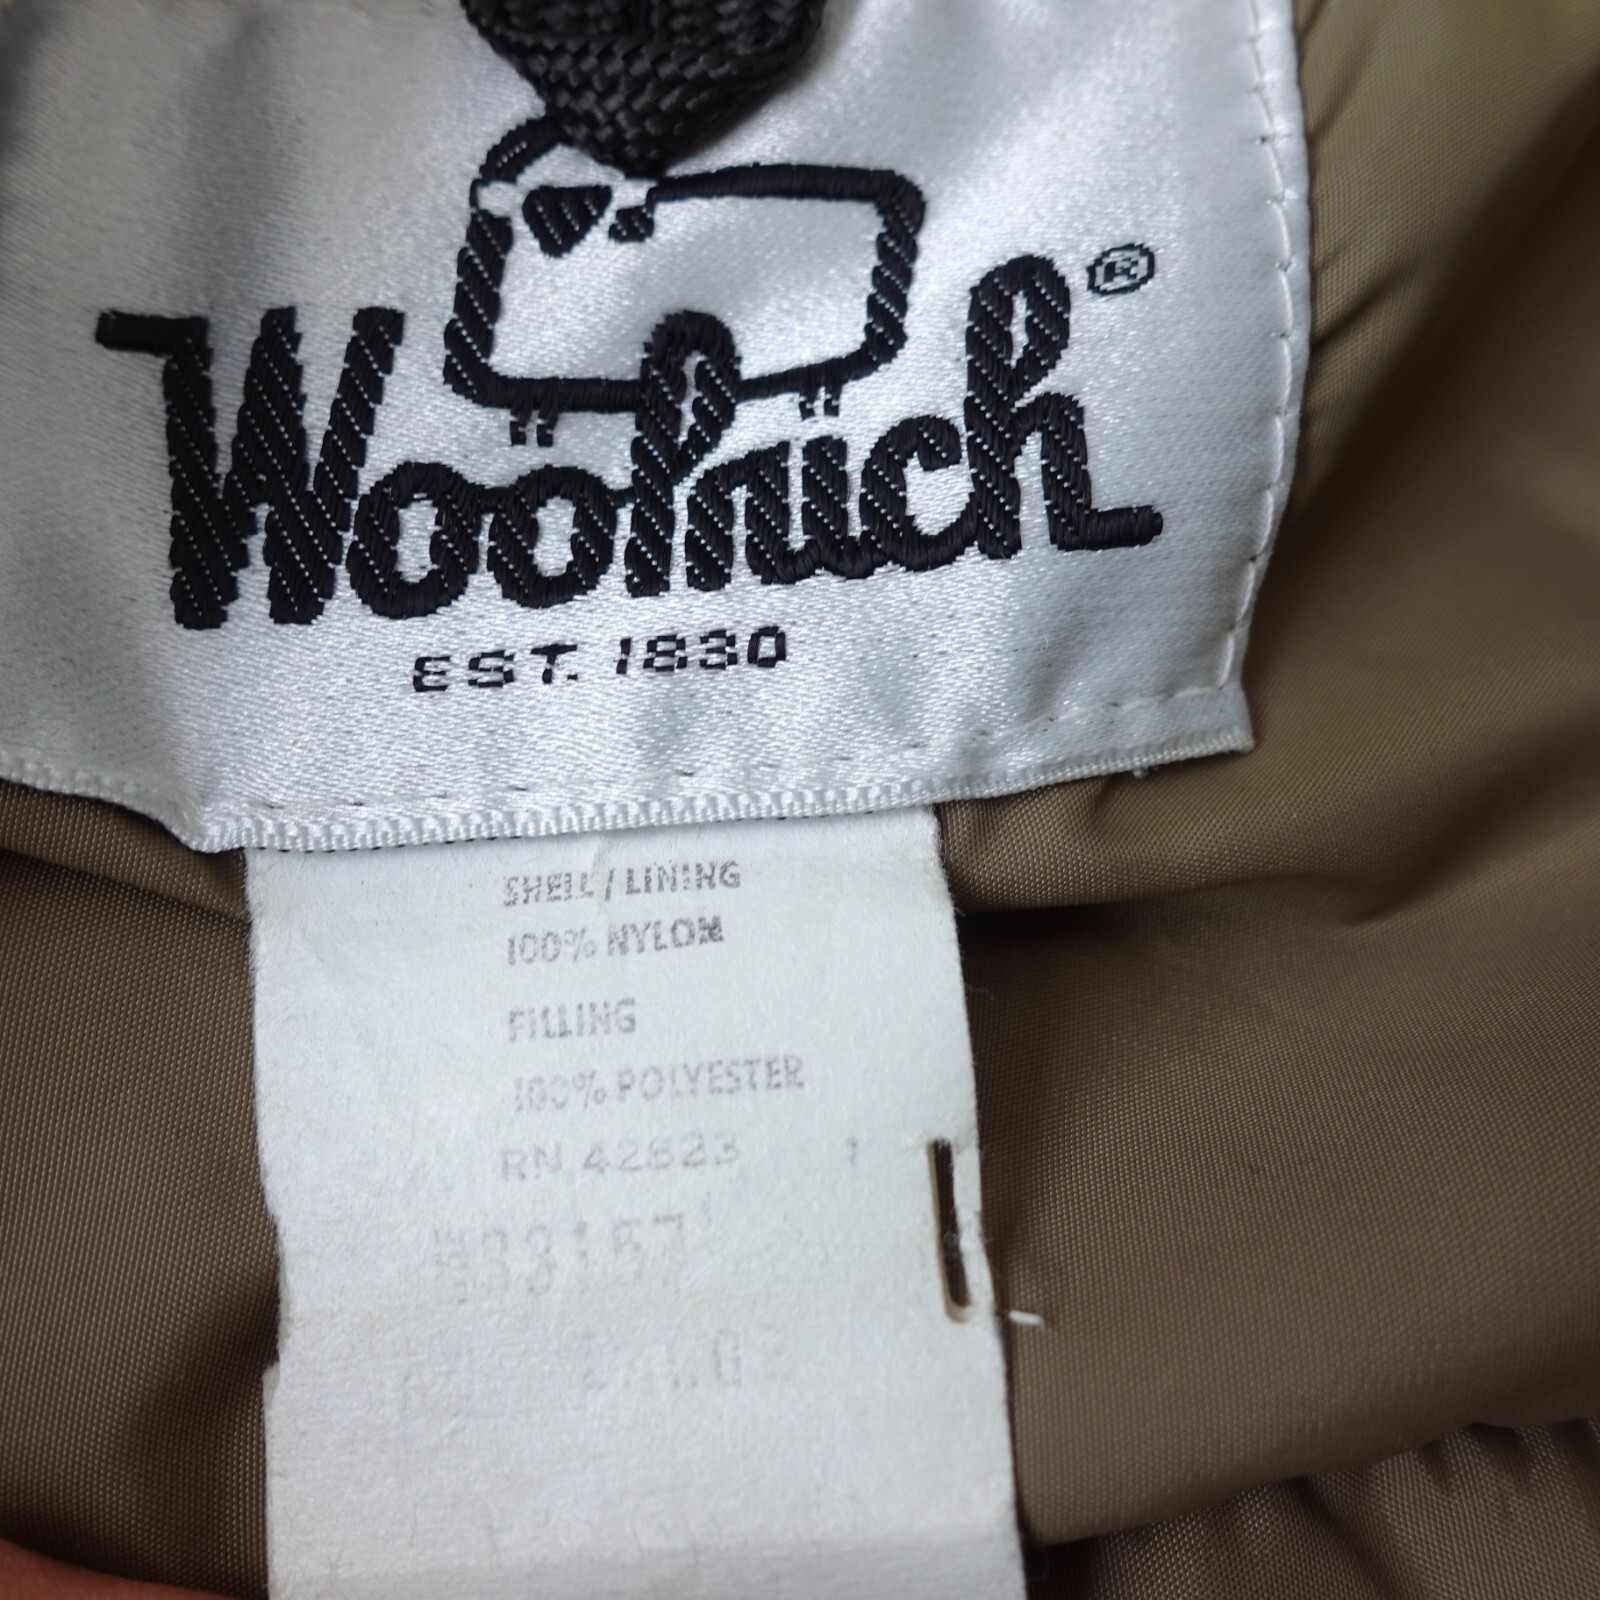 Woolrich®
EST. 1830
SHELL/LINING
100% NYLON
FILLING
100% POLYESTER
RN 42823